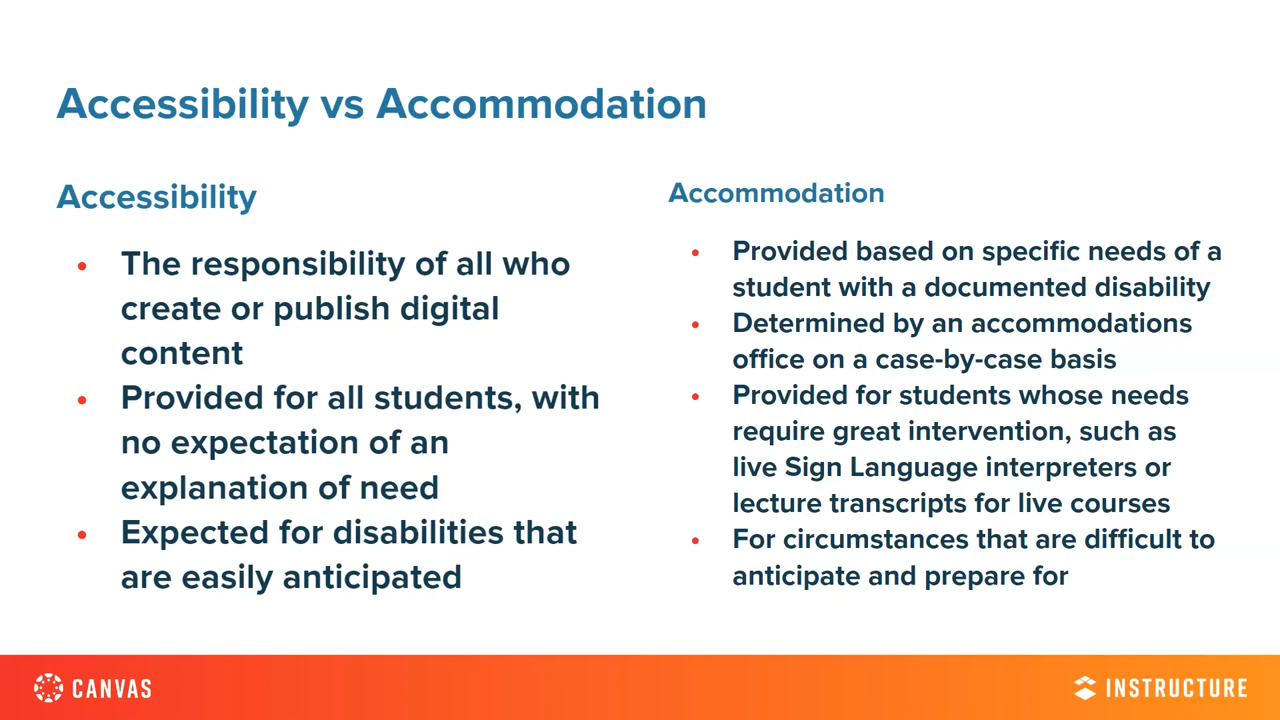 Accessibility vs Accommodation
Accessibility
• The responsibility of all who
create or publish digital
content
• Provided for all students, with
no expectation of an
explanation of need
• Expected for disabilities that
are easily anticipated
Accommodation
• Provided based on specific needs of a
student with a documented disability
• Determined by an accommodations
office on a case-by-case basis
• Provided for students whose needs
require great intervention, such as
live Sign Language interpreters or
lecture transcripts for live courses
• For circumstances that are difficult to
anticipate and prepare for
CANVAS
INSTRUCTURE